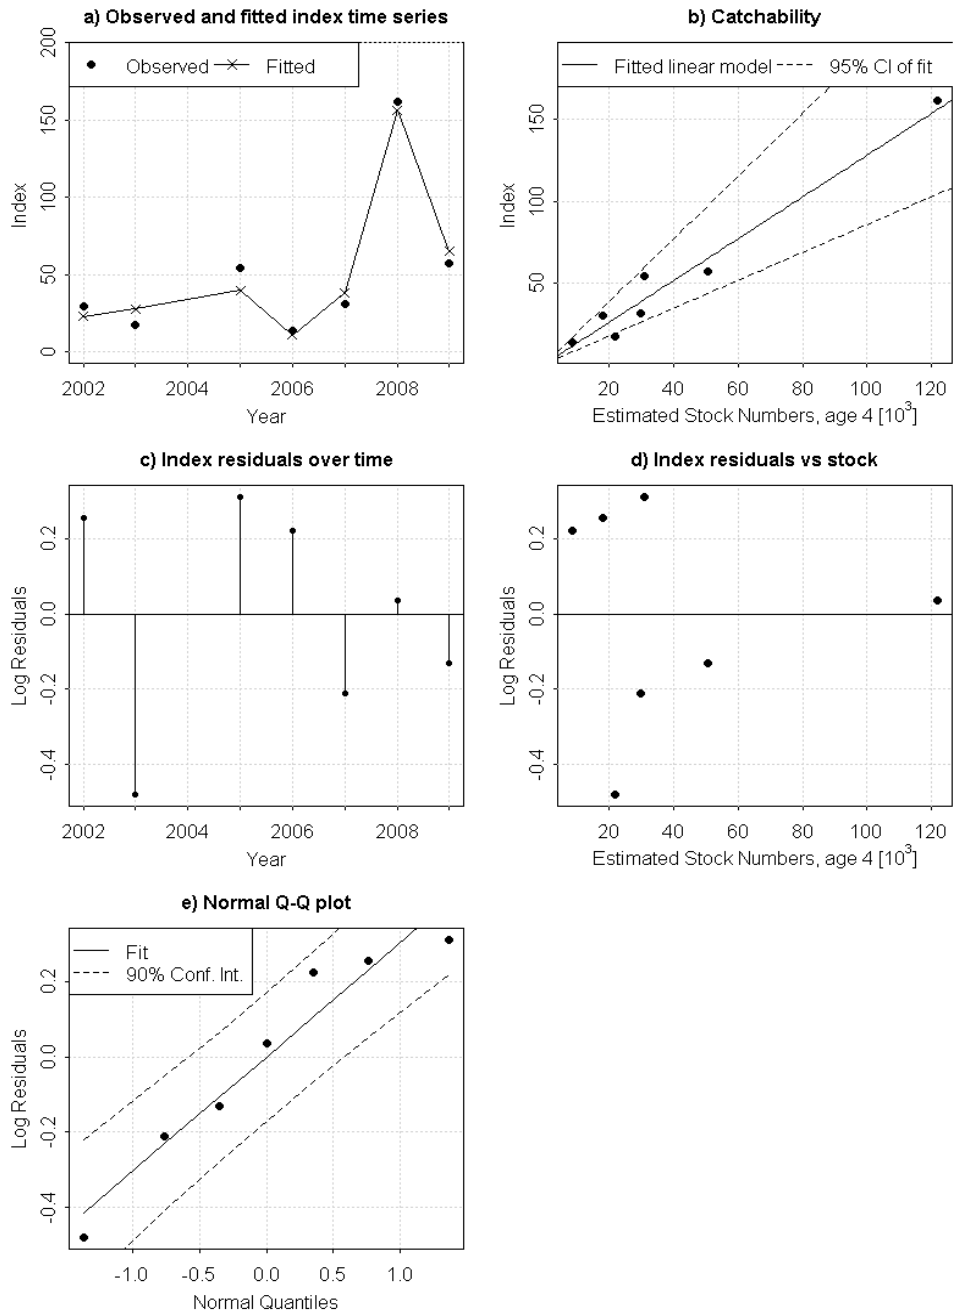 a) Observed and fitted index time series
Observed Fitted
Index
0 50 100 150 200
2002 2004 2006 2008
Year
b) Catchability
Fitted linear model 95% CI of fit
Index
50 100 150
20 40 60 80 100 120
Estimated Stock Numbers, age 4 [10³]
c) Index residuals over time
Log Residuals
-0.4 -0.2 0.0 0.2
2002 2004 2006 2008
Year
d) Index residuals vs stock
Log Residuals
-0.4 -0.2 0.0 0.2
20 40 60 80 100 120
Estimated Stock Numbers, age 4 [10³]
e) Normal Q-Q plot
Fit
90% Conf. Int.
Log Residuals
-0.4 -0.2 0.0 0.2
-1.0 -0.5 0.0 0.5 1.0
Normal Quantiles